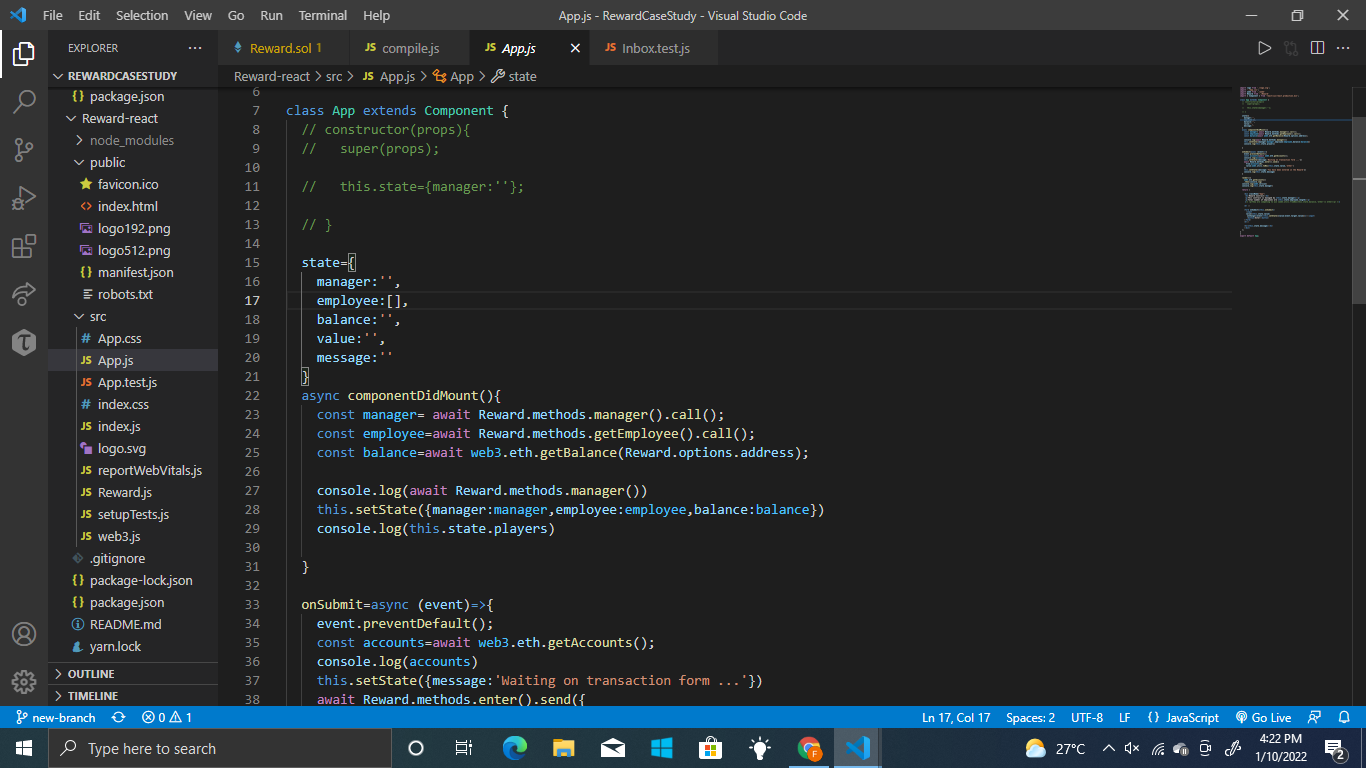 File Edit Selection View Go Run Terminal Help App.js - RewardCaseStudy - Visual Studio Code
EXPLORER
REWARDCASESTUDY
package.json
Reward-react
node_modules
public
favicon.ico
index.html
logo192.png
logo512.png
manifest.json
robots.txt
src
App.css
App.js
App.test.js
index.css
index.js
logo.svg
reportWebVitals.js
Reward.js
setupTests.js
web3.js
.gitignore
package-lock.json
package.json
README.md
yarn.lock
OUTLINE
TIMELINE
Reward.sol 1 JS compile.js JS App.js JS Inbox.test.js
Reward-react > src > JS App.js > App > state
6
7 class App extends Component {
8 // constructor(props){
9 //   super(props);
10
11 //   this.state={manager:''};
12
13 // }
14
15 state={
16 manager:'',
17 employee:[],
18 balance:'',
19 value:'',
20 message:''
21 }
22 async componentDidMount(){
23 const manager= await Reward.methods.manager().call();
24 const employee=await Reward.methods.getEmployee().call();
25 const balance=await web3.eth.getBalance(Reward.options.address);
26
27 console.log(await Reward.methods.manager())
28 this.setState({manager:manager,employee:employee,balance:balance})
29 console.log(this.state.players)
30
31 }
32
33 onSubmit=async (event)=>{
34 event.preventDefault();
35 const accounts=await web3.eth.getAccounts();
36 console.log(accounts)
37 this.setState({message:'Waiting on transaction form ...'})
38 await Reward.methods.enter().send({
new-branch 0 1 Ln 17, Col 17 Spaces: 2 UTF-8 LF {} JavaScript Go Live
Type here to search
27°C
4:22 PM
1/10/2022
2